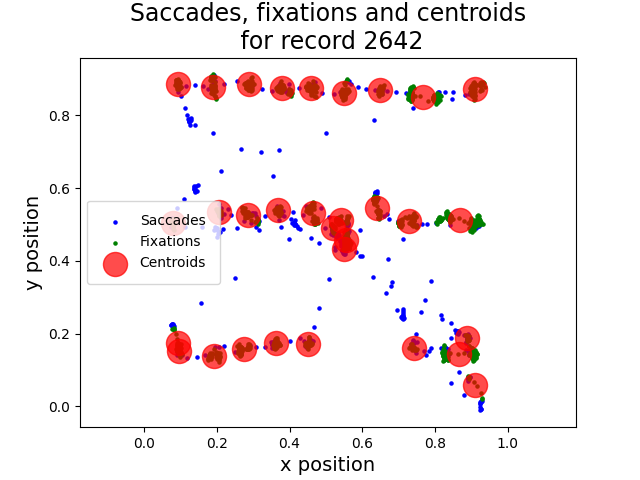 Saccades, fixations and centroids
for record 2642
y position
0.8
0.6
0.4
0.2
0.0
Saccades
Fixations
Centroids
0.0 0.2 0.4 0.6 0.8 1.0
x position